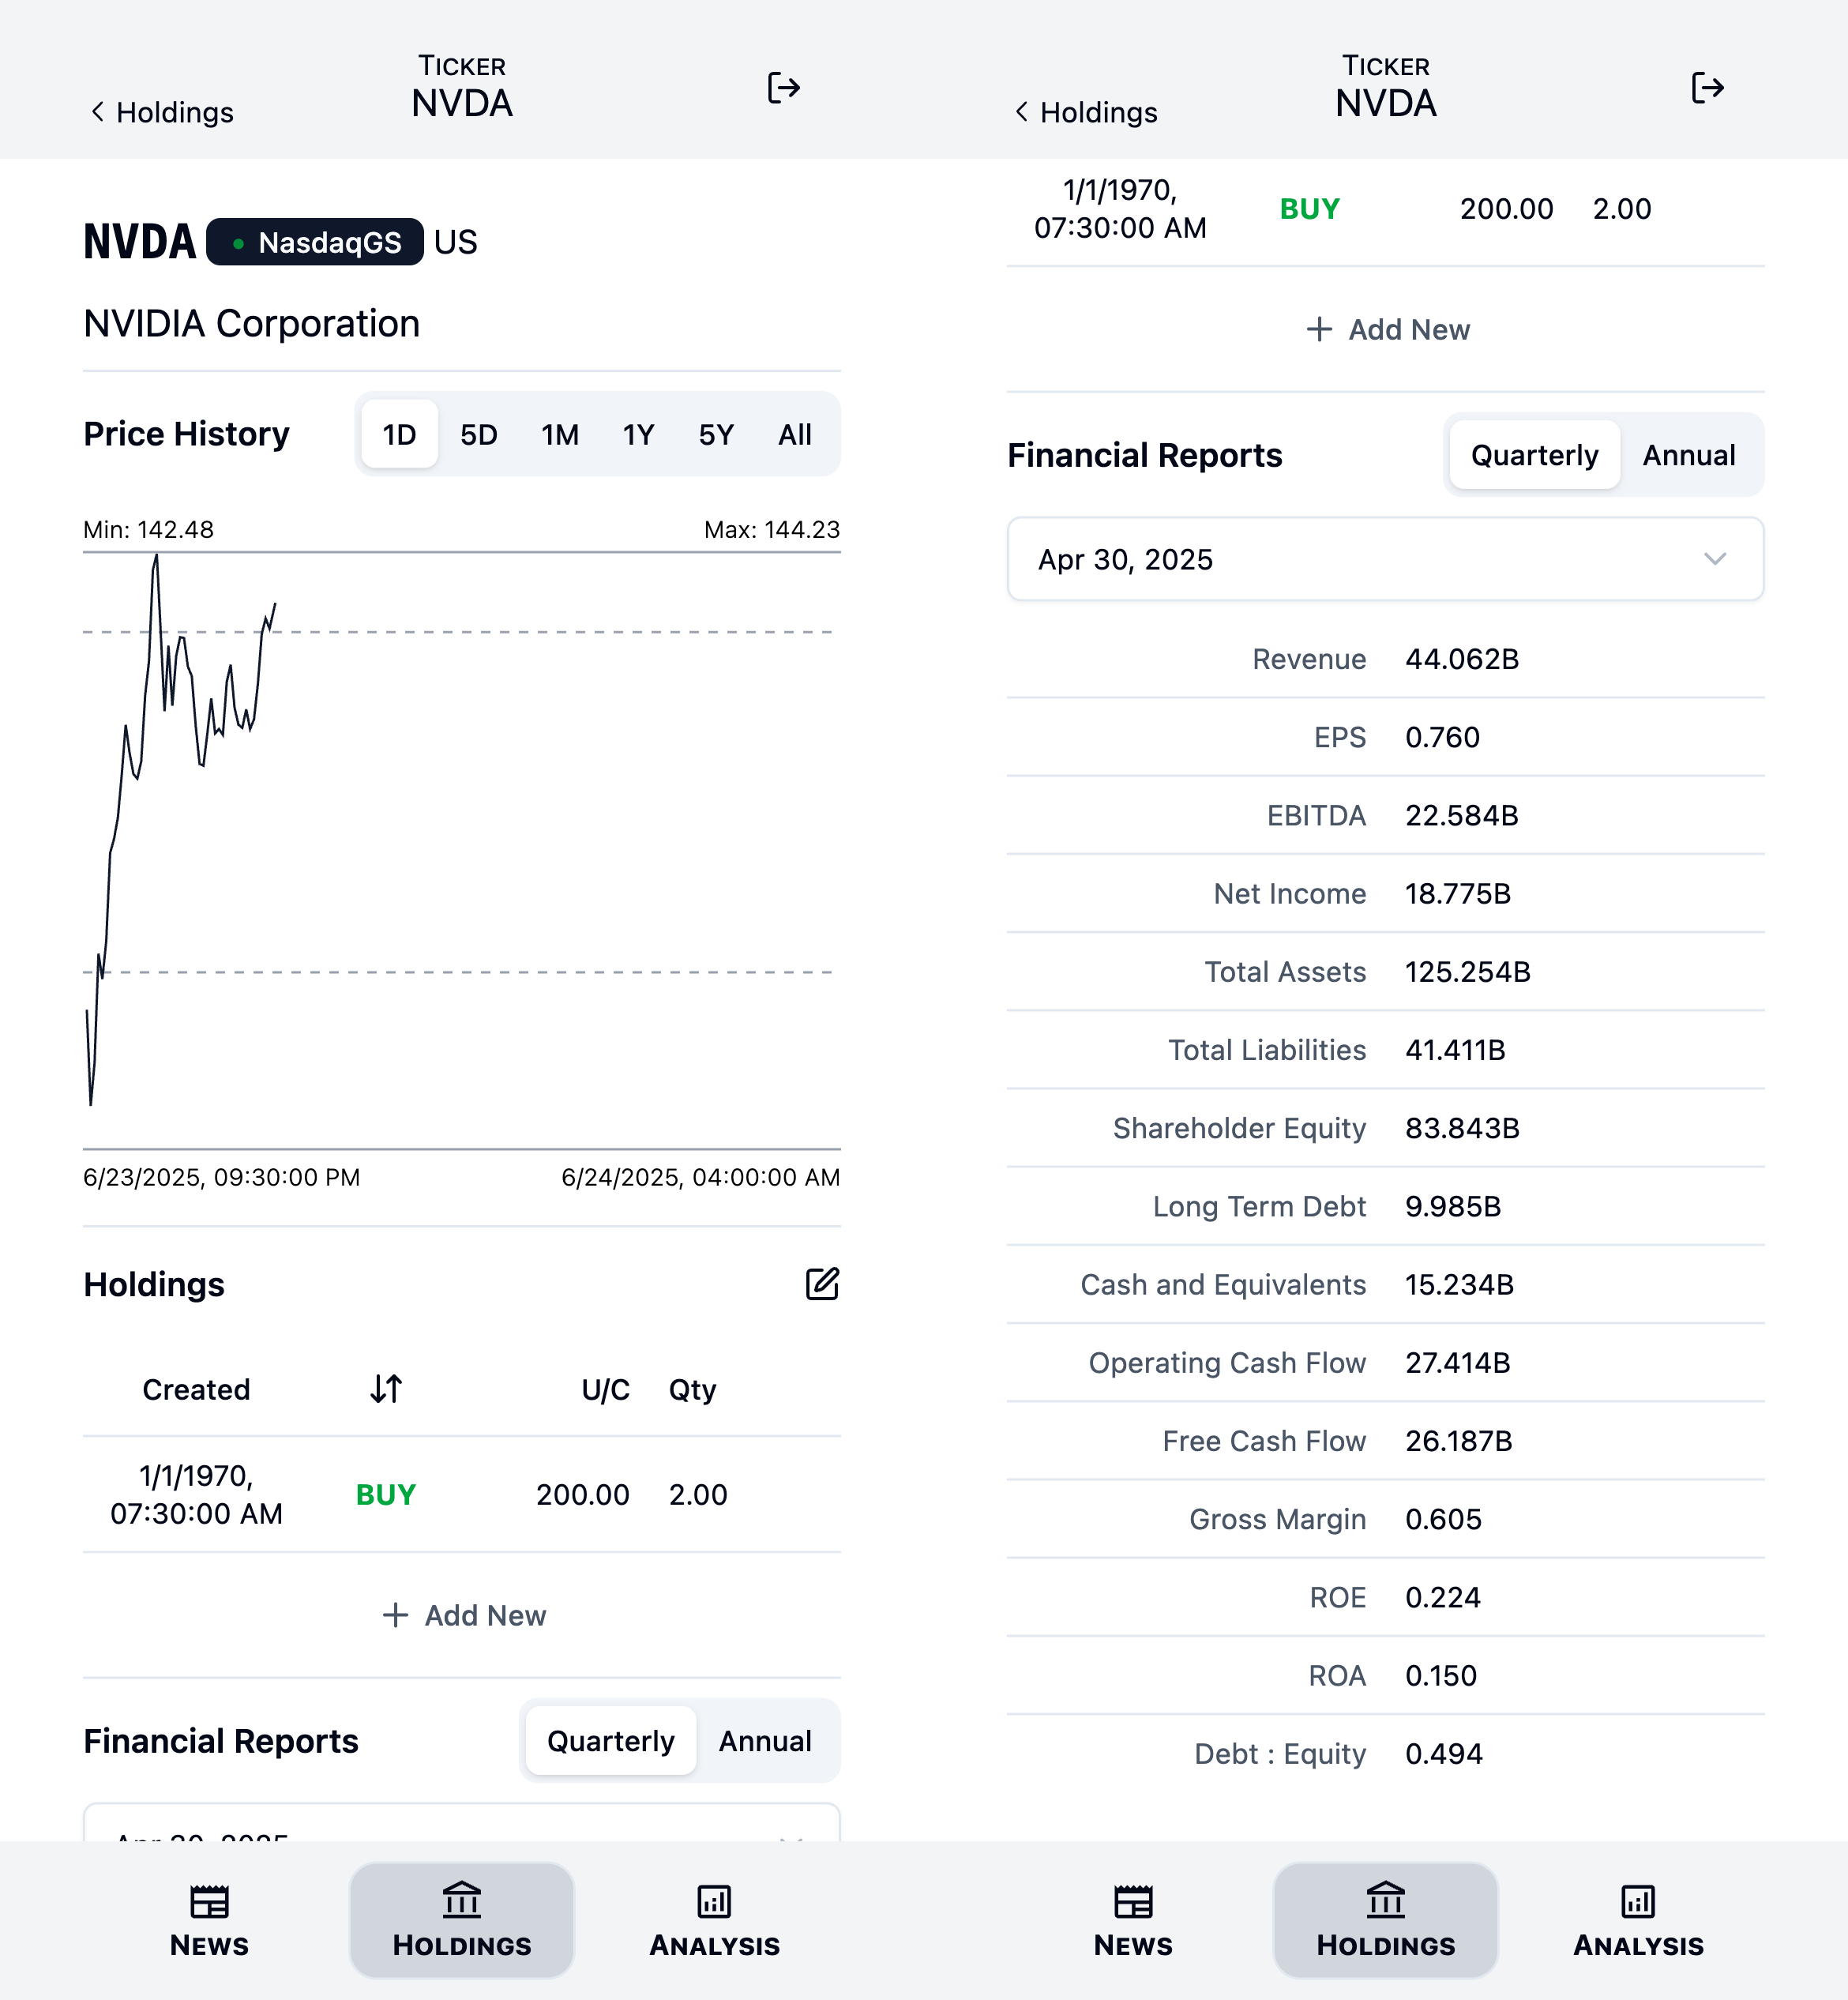 TICKER
NVDA
Holdings
NVDA NasdaqGS US
NVIDIA Corporation
Price History 1D 5D 1M 1Y 5Y All
Min: 142.48 Max: 144.23
6/23/2025, 09:30:00 PM 6/24/2025, 04:00:00 AM
Holdings
Created U/C Qty
1/1/1970,
07:30:00 AM BUY 200.00 2.00
Add New
Financial Reports Quarterly Annual
Apr 30, 2025
NEWS HOLDINGS ANALYSIS
TICKER
NVDA
Holdings
1/1/1970,
07:30:00 AM BUY 200.00 2.00
Add New
Financial Reports Quarterly Annual
Apr 30, 2025
Revenue 44.062B
EPS 0.760
EBITDA 22.584B
Net Income 18.775B
Total Assets 125.254B
Total Liabilities 41.411B
Shareholder Equity 83.843B
Long Term Debt 9.985B
Cash and Equivalents 15.234B
Operating Cash Flow 27.414B
Free Cash Flow 26.187B
Gross Margin 0.605
ROE 0.224
ROA 0.150
Debt : Equity 0.494
NEWS HOLDINGS ANALYSIS